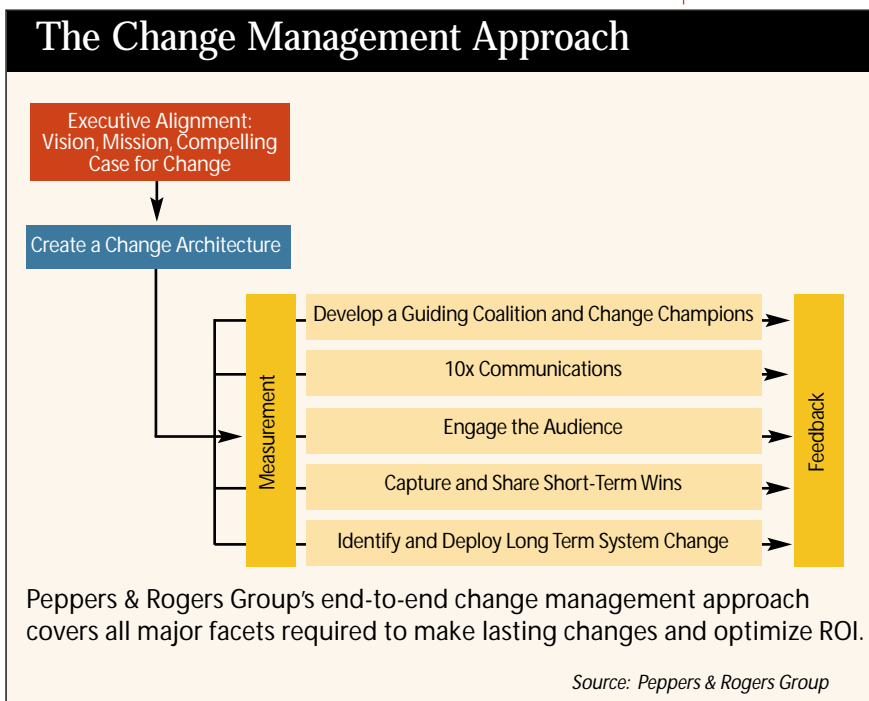 The Change Management Approach
Executive Alignment:
Vision, Mission, Compelling
Case for Change
Create a Change Architecture
Measurement
Develop a Guiding Coalition and Change Champions
10x Communications
Engage the Audience
Capture and Share Short-Term Wins
Identify and Deploy Long Term System Change
Feedback
Peppers & Rogers Group's end-to-end change management approach
covers all major facets required to make lasting changes and optimize ROI.
Source: Peppers & Rogers Group